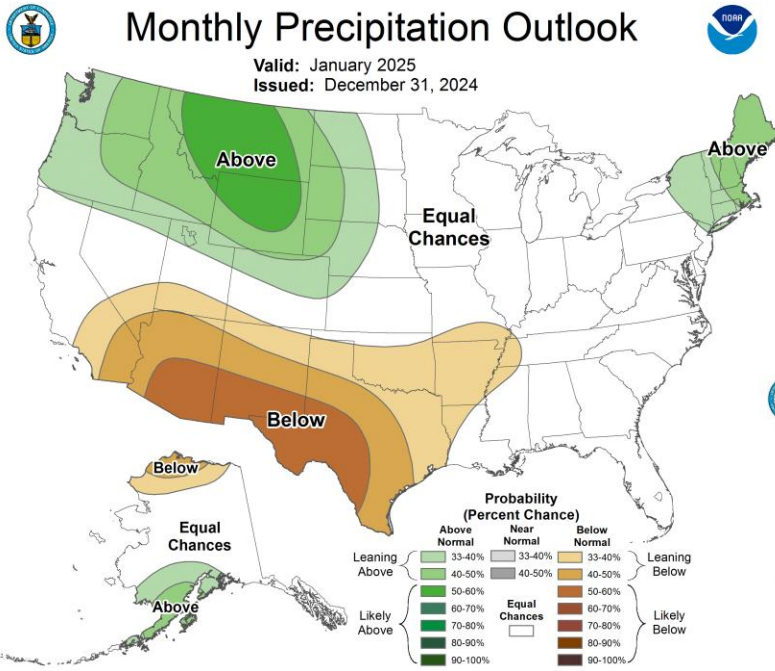 Monthly Precipitation Outlook
NOAA
Valid: January 2025
Issued: December 31, 2024
Above
Above
Equal
Chances
Below
Below
Equal
Chances
Above
Probability
(Percent Chance)
Above
Normal
Near
Normal
Below
Normal
Leaning
Above
33-40%
33-40%
33-40%
Leaning
Below
40-50%
40-50%
40-50%
Likely
Above
50-60%
Equal
Chances
50-60%
Likely
Below
60-70%
60-70%
70-80%
70-80%
80-90%
80-90%
90-100%
90-100%